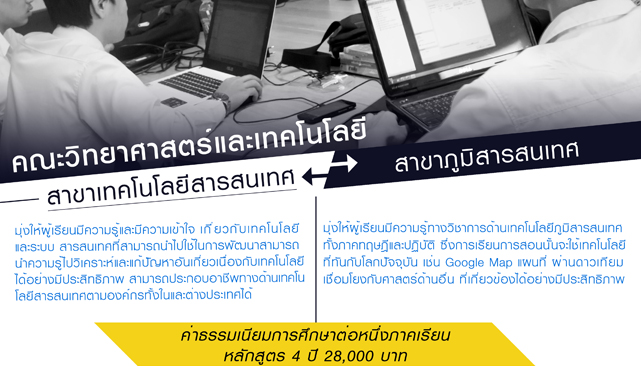 คณะวิทยาศาสตร์และเทคโนโลยี
สาขาเทคโนโลยีสารสนเทศ
มุ่งให้ผู้เรียนมีความรู้และมีความเข้าใจ เกี่ยวกับเทคโนโลยี
และระบบ สารสนเทศที่สามารถนำไปใช้ในการพัฒนาสามารถ
นำความรู้ไปวิเคราะห์และแก้ปัญหาอันเกี่ยวเนื่องกับเทคโนโลยี
ได้อย่างมีประสิทธิภาพ สามารถประกอบอาชีพทางด้านเทคโน
โลยีสารสนเทศตามองค์กรทั้งในและต่างประเทศได้
สาขาภูมิสารสนเทศ
มุ่งให้ผู้เรียนมีความรู้ทางวิชาการด้านเทคโนโลยีภูมิสารสนเทศ
ทั้งภาคทฤษฎีและปฏิบัติ ซึ่งการเรียนการสอนนั้นจะใช้เทคโนโลยี
ที่ทันกับโลกปัจจุบัน เช่น Google Map แผนที่ ผ่านดาวเทียม
เชื่อมโยงกับศาสตร์ด้านอื่น ที่เกี่ยวข้องได้อย่างมีประสิทธิภาพ
ค่าธรรมเนียมการศึกษาต่อหนึ่งภาคเรียน
หลักสูตร 4 ปี 28,000 บาท